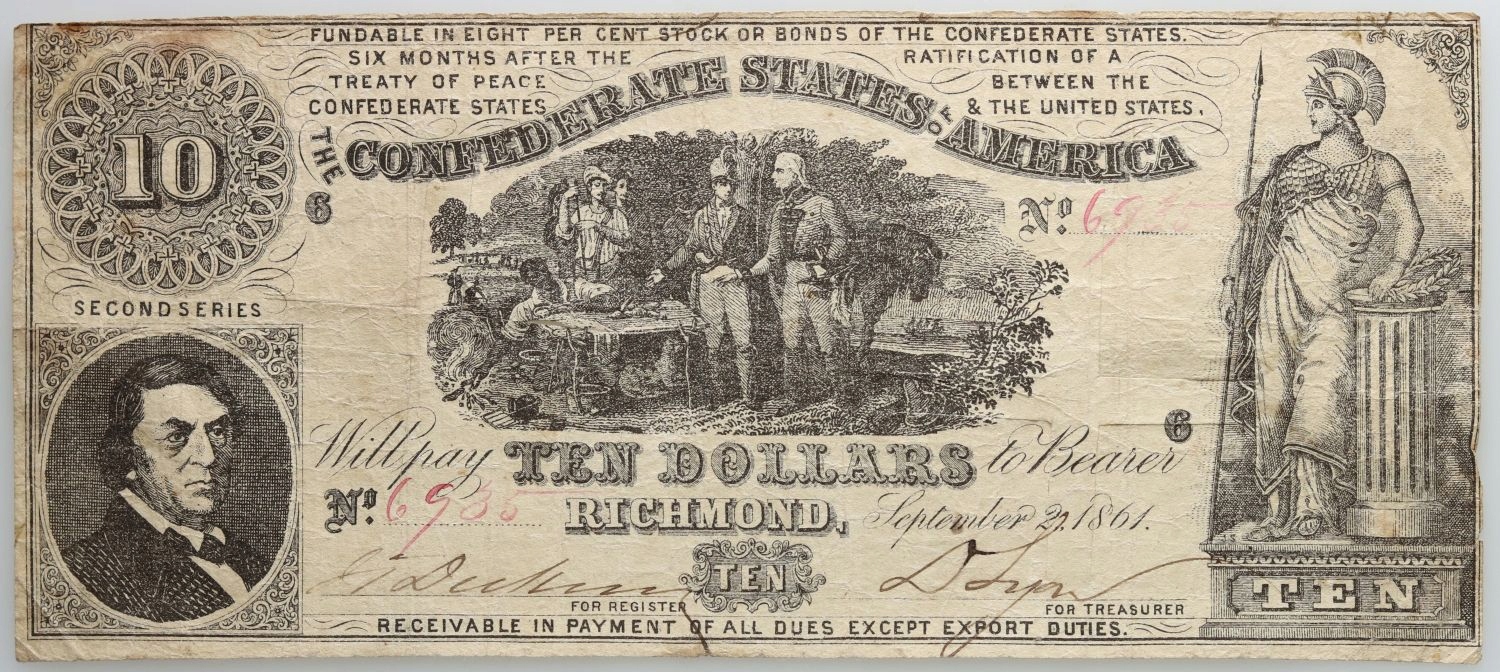 FUNDABLE IN EIGHT PER CENT STOCK OR BONDS OF THE CONFEDERATE STATES.
SIX MONTHS AFTER THE RATIFICATION OF A
TREATY OF PEACE BETWEEN THE
CONFEDERATE STATES & THE UNITED STATES,
THE CONFEDERATE STATES OF AMERICA
10
6
Nº. 6935
SECOND SERIES
6
Will pay TEN DOLLARS to Bearer
Nº. 6935 RICHMOND, September 2, 1861.
TEN
FOR REGISTER FOR TREASURER
TEN
RECEIVABLE IN PAYMENT OF ALL DUES EXCEPT EXPORT DUTIES.